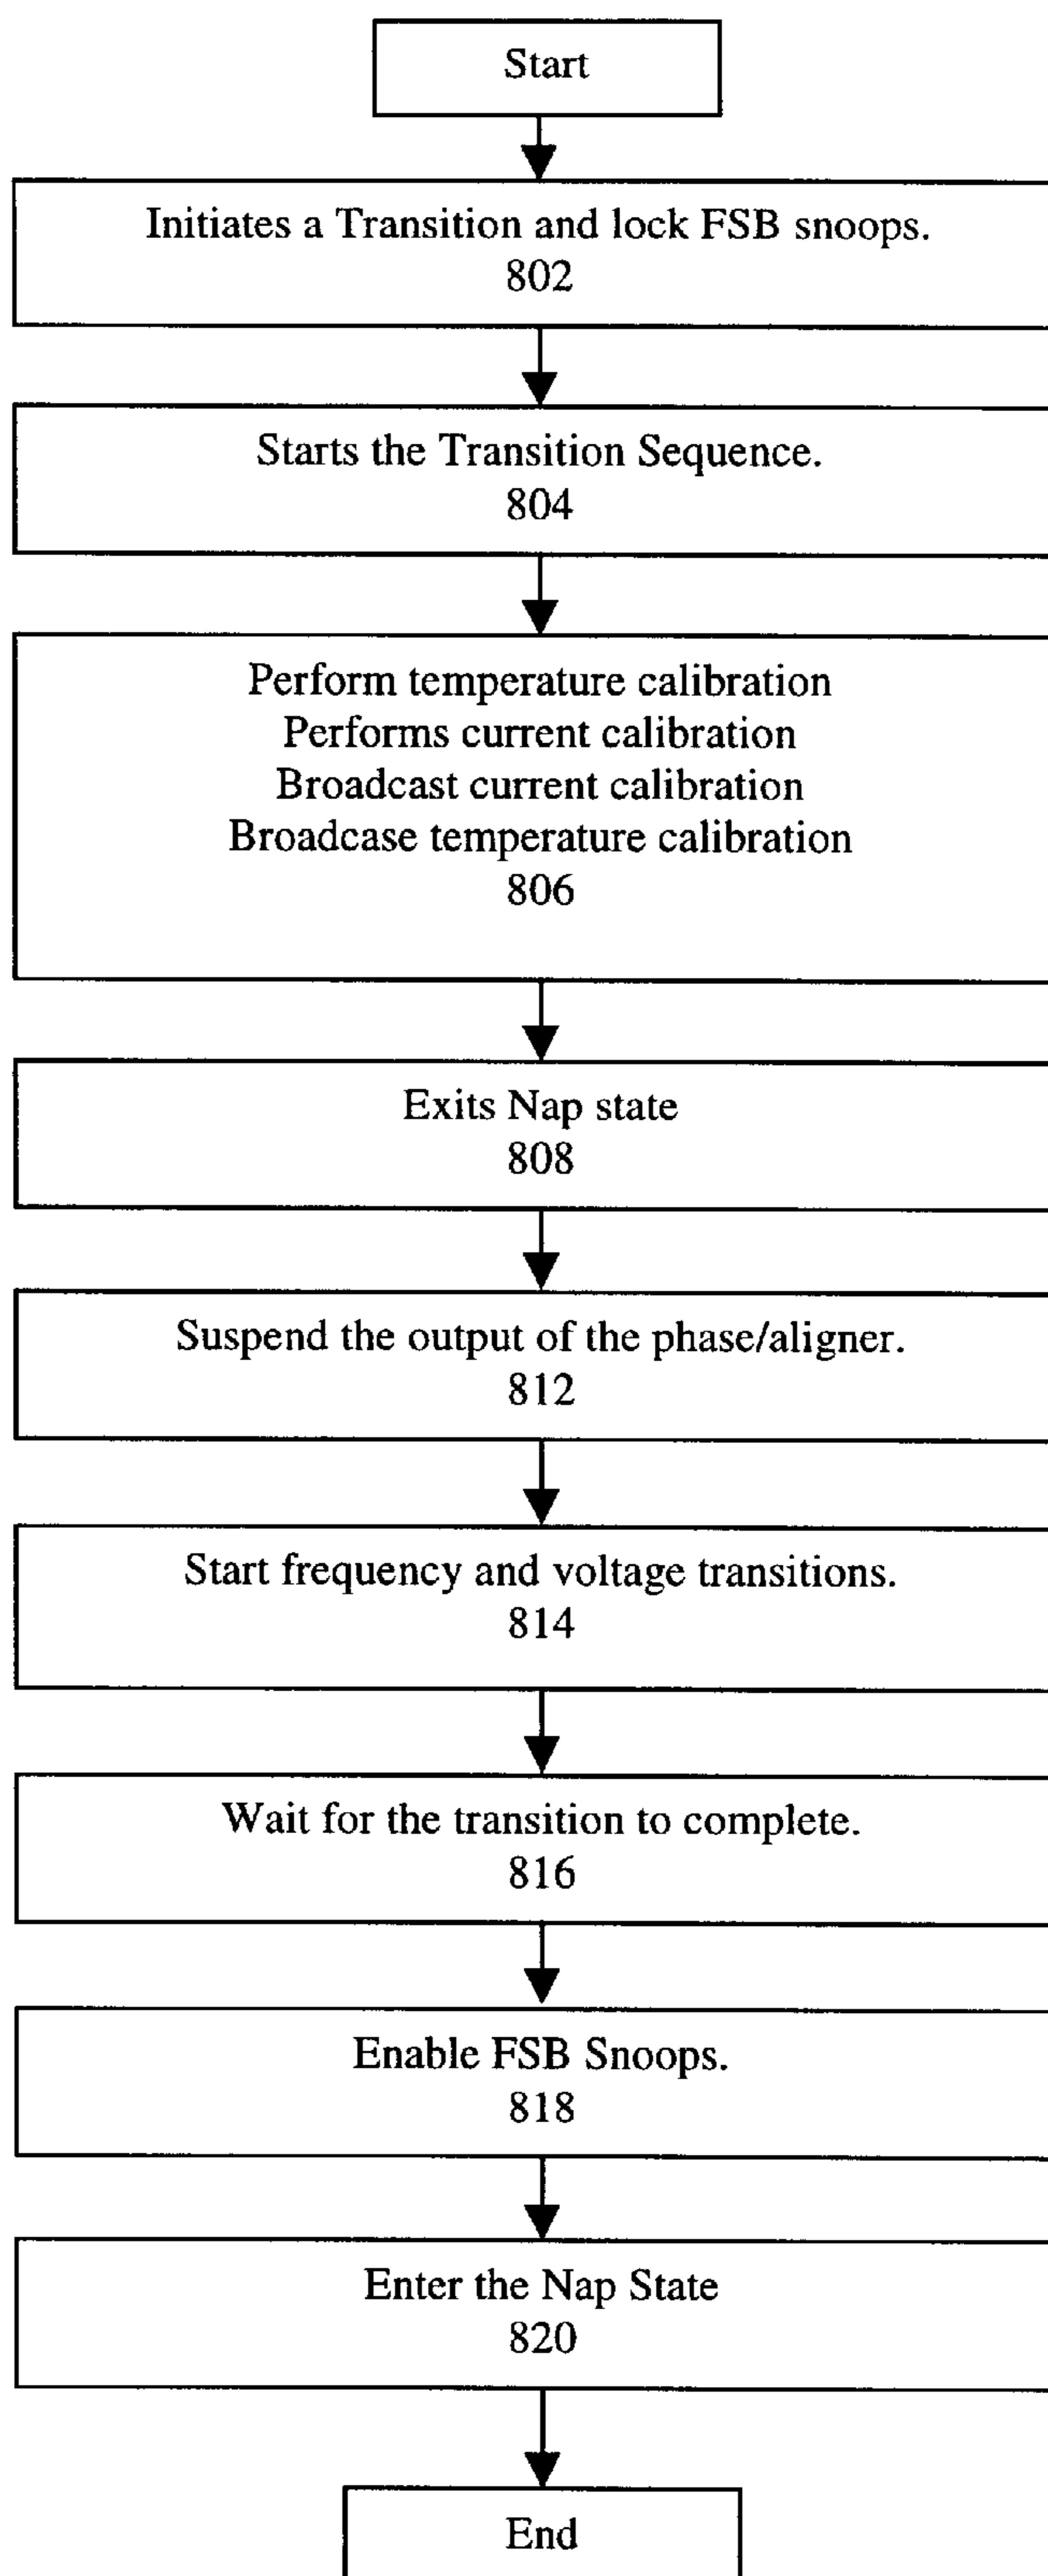 Start
Initiates a Transition and lock FSB snoops.
802
Starts the Transition Sequence.
804
Perform temperature calibration
Performs current calibration
Broadcast current calibration
Broadcase temperature calibration
806
Exits Nap state
808
Suspend the output of the phase/aligner.
812
Start frequency and voltage transitions.
814
Wait for the transition to complete.
816
Enable FSB Snoops.
818
Enter the Nap State
820
End